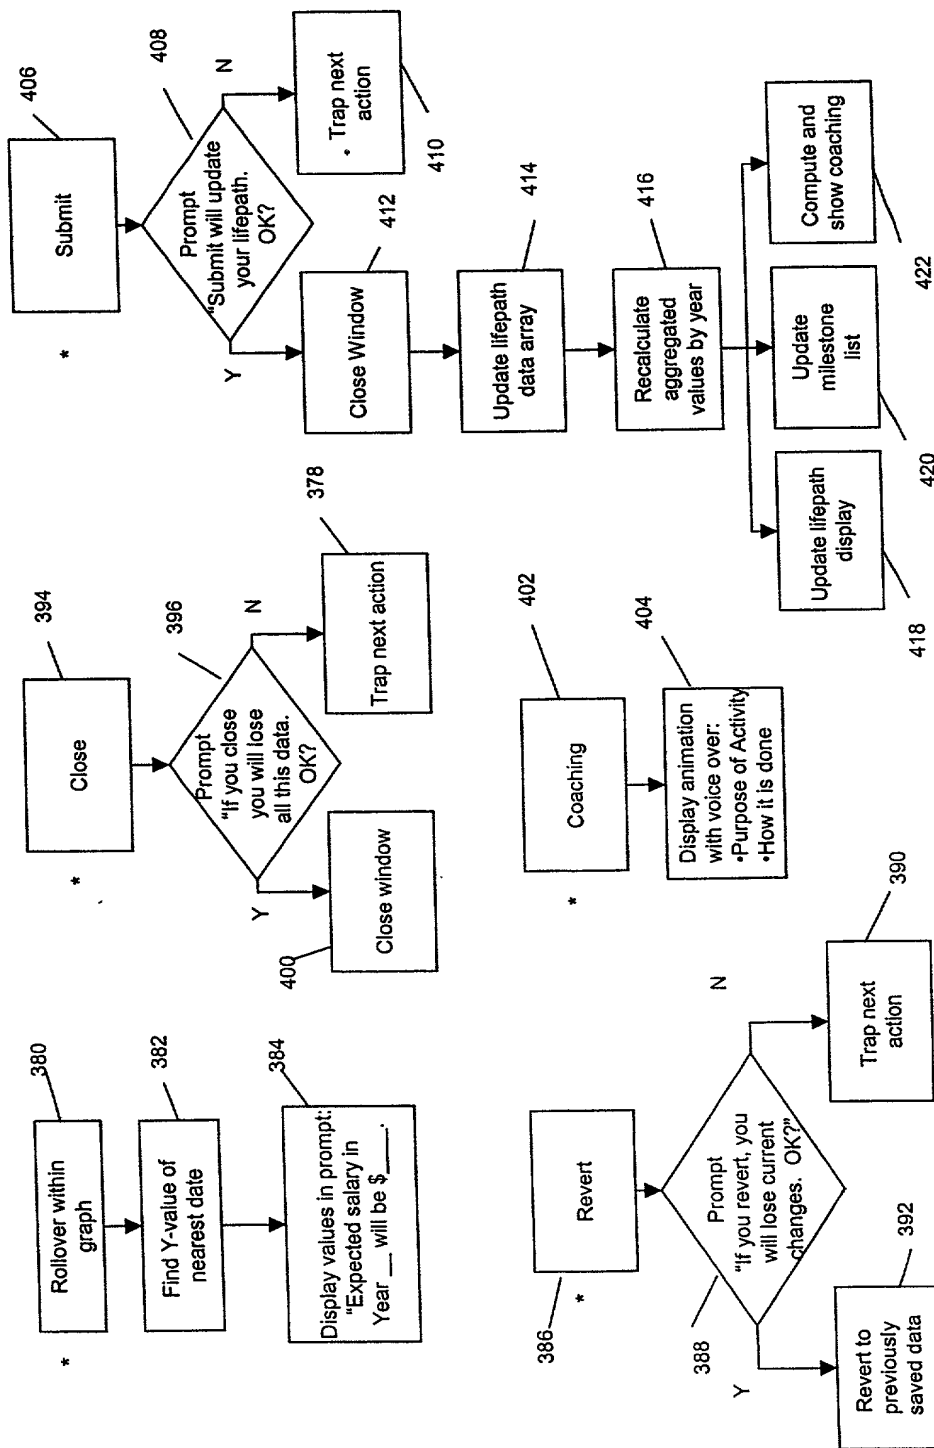 380
*
Rollover within
graph
382
Find Y-value of
nearest date
384
Display values in prompt:
"Expected salary in
Year __ will be $___.
394
*
Close
396
Prompt
"If you close
you will lose
all this data.
OK?
Y
N
400
Close window
378
Trap next action
406
*
Submit
408
Prompt
"Submit will update
your lifepath.
OK?
Y
N
Trap next
action
410
412
Close Window
414
Update lifepath
data array
416
Recalculate
aggregated
values by year
Update lifepath
display
418
Update
milestone
list
420
Compute and
show coaching
422
386
*
Revert
388
Prompt
"If you revert, you
will lose current
changes. OK?"
Y
N
392
Revert to
previously
saved data
390
Trap next
action
402
*
Coaching
404
Display animation
with voice over:
•Purpose of Activity
•How it is done